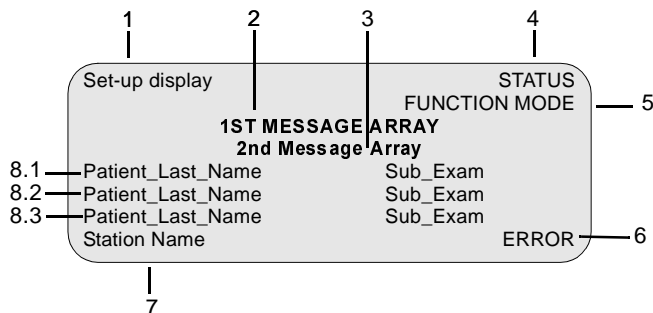 1 2 3 4
Set-up display STATUS
FUNCTION MODE 5
1ST MESSAGE ARRAY
2nd Message Array
8.1 Patient_Last_Name Sub_Exam
8.2 Patient_Last_Name Sub_Exam
8.3 Patient_Last_Name Sub_Exam
Station Name ERROR 6
7